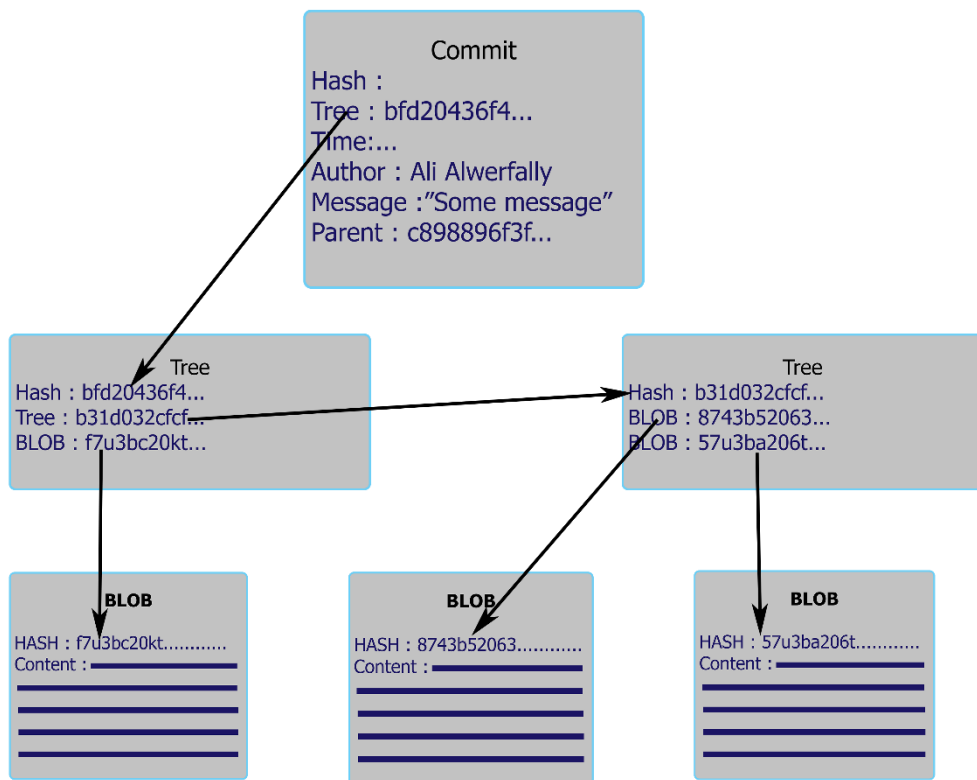 Commit
Hash :
Tree : bfd20436f4...
Time:...
Author : Ali Alwerfally
Message :”Some message”
Parent : c898896f3f...
Tree
Hash : bfd20436f4...
Tree : b31d032cfcf...
BLOB : f7u3bc20kt...
Tree
Hash : b31d032cfcf...
BLOB : 8743b52063...
BLOB : 57u3ba206t...
BLOB
HASH : f7u3bc20kt............
Content :
BLOB
HASH : 8743b52063............
Content :
BLOB
HASH : 57u3ba206t............
Content :